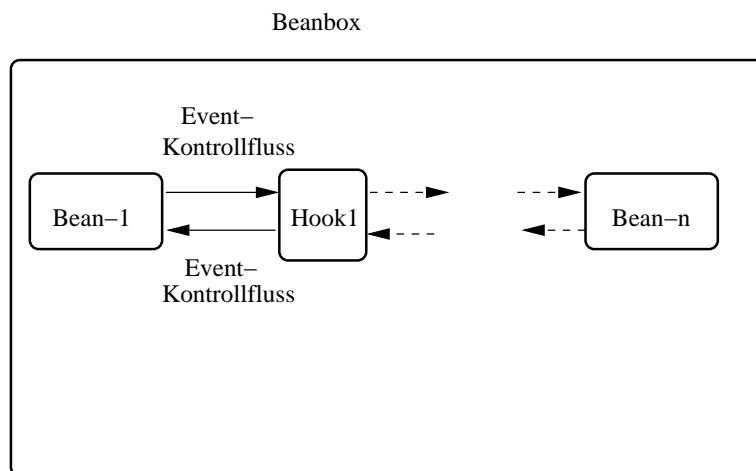 Beanbox
Event–
Kontrollfluss
Bean–1
Hook1
Bean–n
Event–
Kontrollfluss